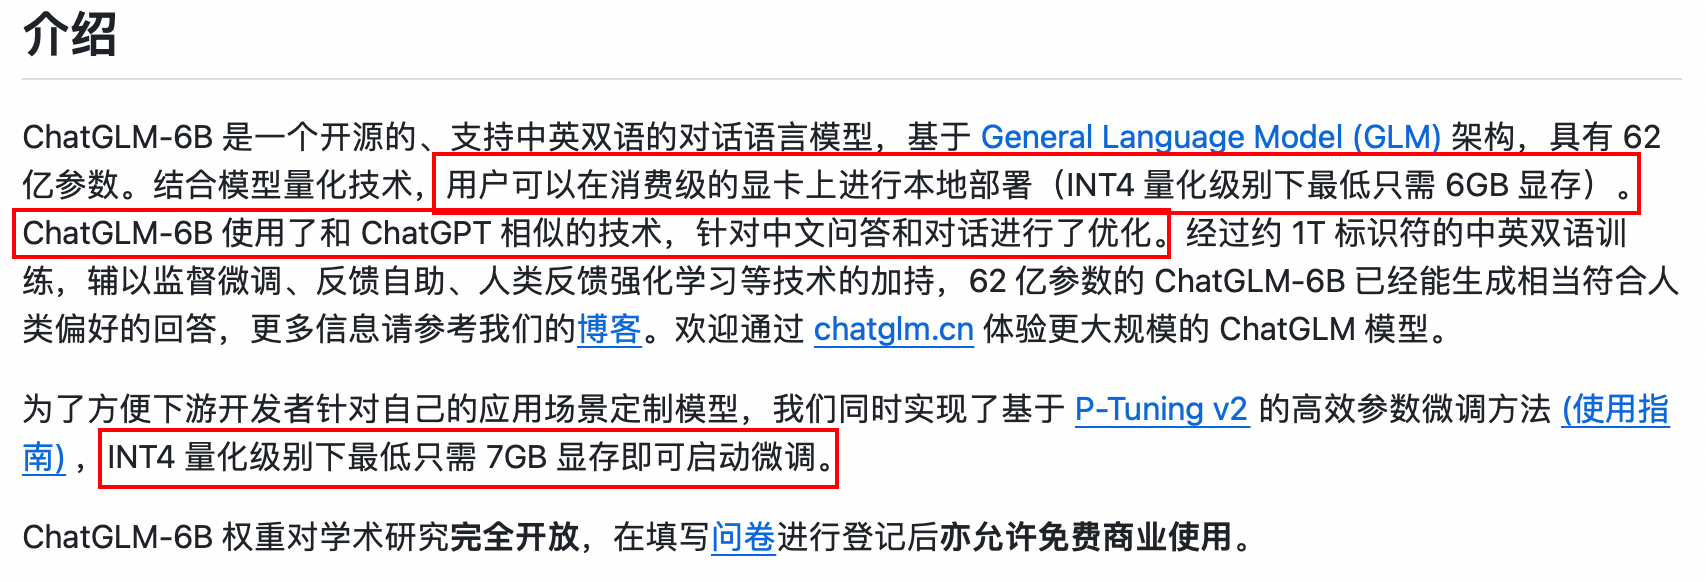 介绍
ChatGLM-6B 是一个开源的、支持中英双语的对话语言模型，基于 General Language Model (GLM) 架构，具有 62
亿参数。结合模型量化技术，用户可以在消费级的显卡上进行本地部署（INT4 量化级别下最低只需 6GB 显存）。
ChatGLM-6B 使用了和 ChatGPT 相似的技术，针对中文问答和对话进行了优化。经过约 1T 标识符的中英双语训
练，辅以监督微调、反馈自助、人类反馈强化学习等技术的加持，62 亿参数的 ChatGLM-6B 已经能生成相当符合人
类偏好的回答，更多信息请参考我们的博客。欢迎通过 chatglm.cn 体验更大规模的 ChatGLM 模型。
为了方便下游开发者针对自己的应用场景定制模型，我们同时实现了基于 P-Tuning v2 的高效参数微调方法 (使用指
南) ，INT4 量化级别下最低只需 7GB 显存即可启动微调。
ChatGLM-6B 权重对学术研究完全开放，在填写问卷进行登记后亦允许免费商业使用。